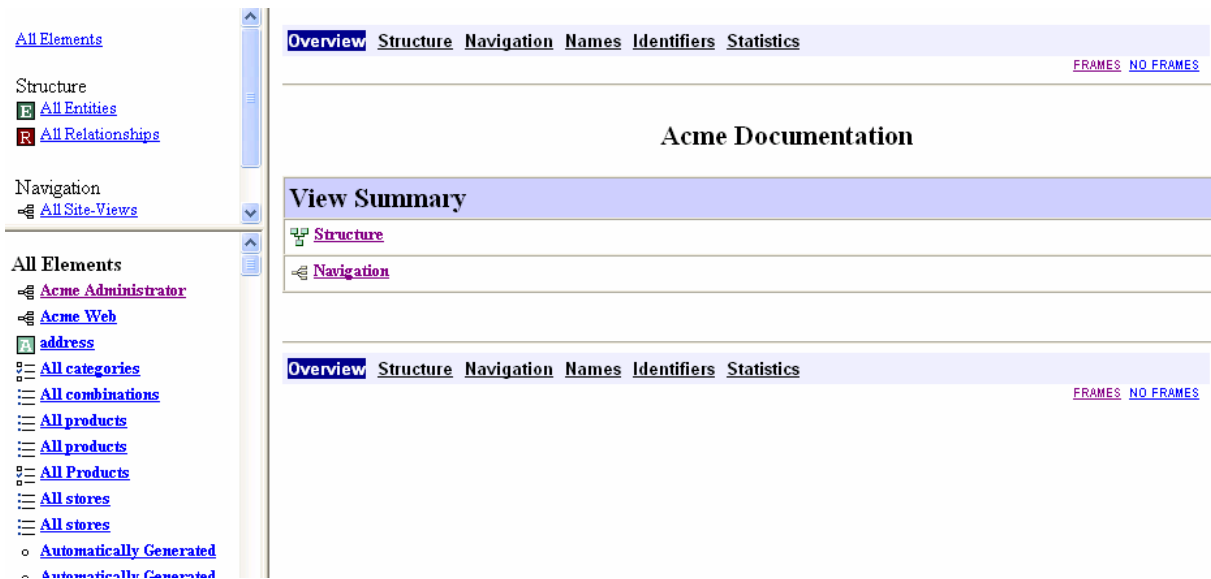 All Elements
Structure
E All Entities
R All Relationships
Navigation
All Site-Views
All Elements
Acme Administrator
Acme Web
A address
All categories
All combinations
All products
All products
All Products
All stores
All stores
Automatically Generated
Automatically Generated
Overview Structure Navigation Names Identifiers Statistics
FRAMES NO FRAMES
Acme Documentation
View Summary
Structure
Navigation
Overview Structure Navigation Names Identifiers Statistics
FRAMES NO FRAMES